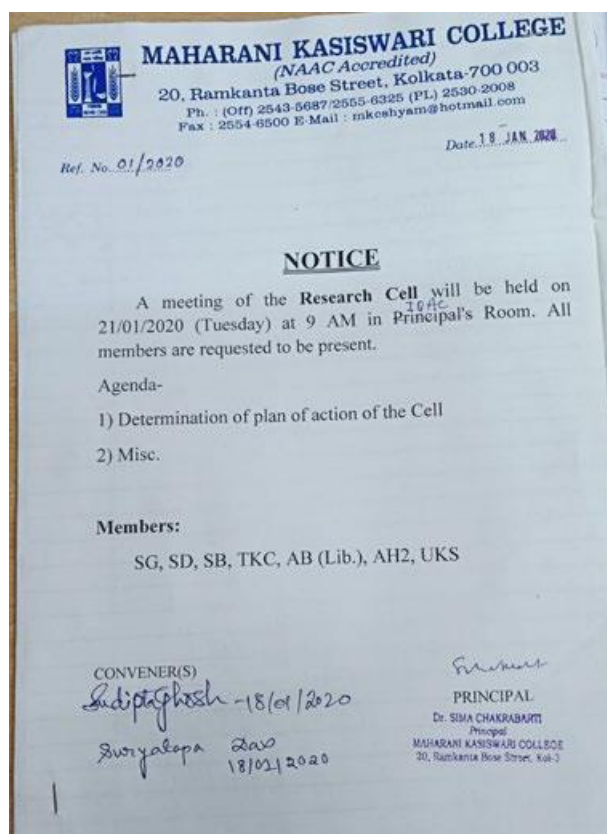 MAHARANI KASISWARI COLLEGE
(NAAC Accredited)
20, Ramkanta Bose Street, Kolkata-700 003
Ph. : (Off) 2543-5687/2555-6325 (PL) 2530-2008
Fax : 2554-6500 E-Mail : mkcshyam@hotmail.com
Ref. No. 01/2020
Date 18 JAN 2020
NOTICE
A meeting of the Research Cell will be held on
IQAC
21/01/2020 (Tuesday) at 9 AM in Principal's Room. All
members are requested to be present.
Agenda-
1) Determination of plan of action of the Cell
2) Misc.
Members:
SG, SD, SB, TKC, AB (Lib.), AH2, UKS
CONVENER(S)
Sudipta Ghosh - 18/01/2020
Suryatapa Das
18/01/2020
PRINCIPAL
Dr. SIMA CHAKRABARTI
Principal
MAHARANI KASISWARI COLLEGE
20, Ramkanta Bose Street, Kol-3